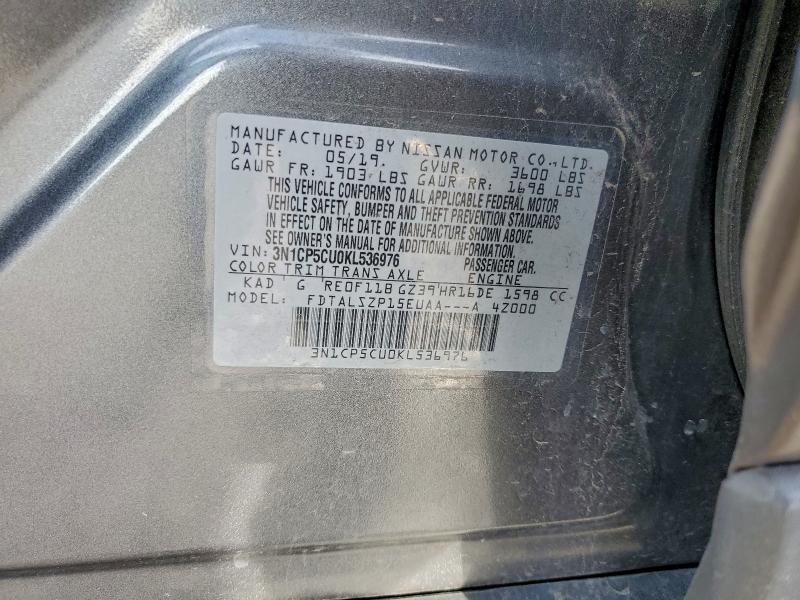 MANUFACTURED BY NISSAN MOTOR CO., LTD.
DATE: 05/19. GVWR: 3600 LBS
GAWR FR: 1903 LBS GAWR RR: 1698 LBS
THIS VEHICLE CONFORMS TO ALL APPLICABLE FEDERAL MOTOR
VEHICLE SAFETY, BUMPER AND THEFT PREVENTION STANDARDS
IN EFFECT ON THE DATE OF MANUFACTURE SHOWN ABOVE.
SEE OWNER'S MANUAL FOR ADDITIONAL INFORMATION.
VIN: 3N1CP5CU0KL536976 PASSENGER CAR.
COLOR TRIM TRANS AXLE ENGINE
KAD G RE0F11B GZ39 HR16DE 1598 CC
MODEL: FDTALSZP15EUAA---A 4Z000
3N1CP5CU0KL536976